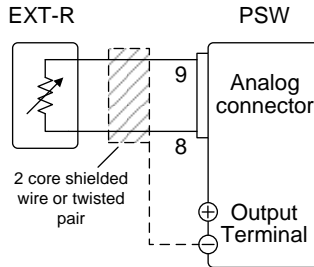 EXT-R
PSW
9
Analog
connector
8
2 core shielded
wire or twisted
pair
+
Output
Terminal
-